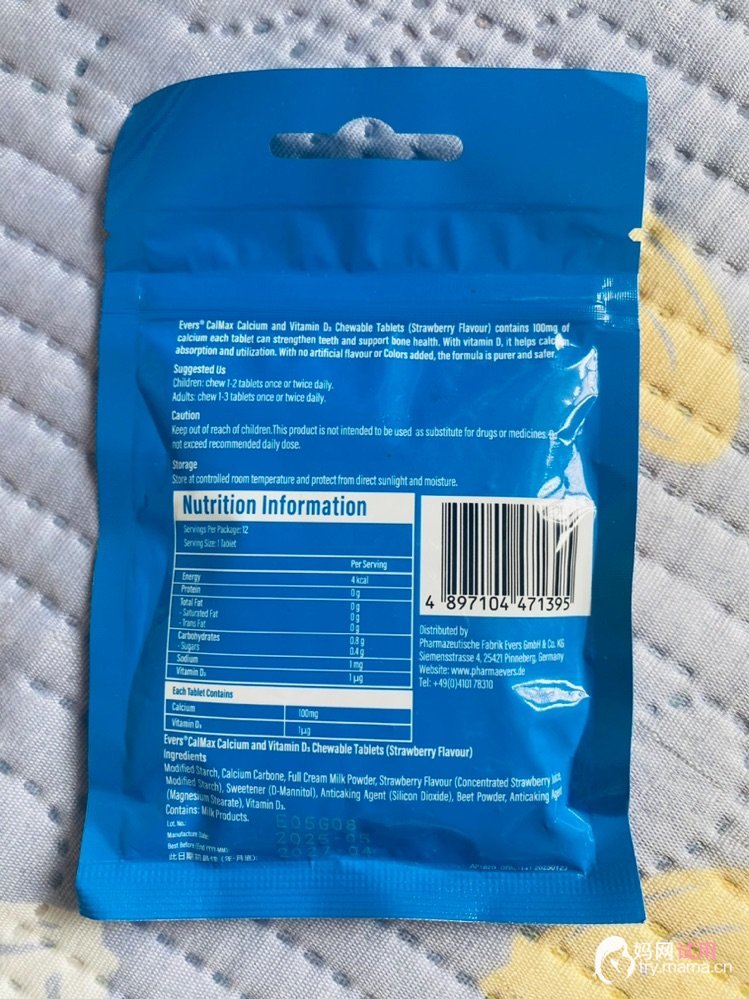 Evers® CalMax Calcium and Vitamin D₃ Chewable Tablets (Strawberry Flavour) contains 100mg of
calcium each tablet can strengthen teeth and support bone health. With vitamin D, it helps calcium
absorption and utilization. With no artificial flavour or Colors added, the formula is purer and safer.
Suggested Us
Children: chew 1-2 tablets once or twice daily.
Adults: chew 1-3 tablets once or twice daily.
Caution
Keep out of reach of children.This product is not intended to be used as substitute for drugs or medicines.
not exceed recommended daily dose.
Storage
Store at controlled room temperature and protect from direct sunlight and moisture.
Nutrition Information
Servings Per Package: 12
Serving Size: 1 Tablet
Per Serving
Energy 4 kcal
Protein 0 g
Total Fat 0 g
- Saturated Fat 0 g
- Trans Fat 0 g
Carbohydrates 0.8 g
- Sugars 0.4 g
Sodium 1 mg
Vitamin D₃ 1 µg
Each Tablet Contains
Calcium 100mg
Vitamin D₃ 1µg
4 897104 471395
Distributed by
Pharmazeutische Fabrik Evers GmbH & Co. KG
Siemensstrasse 4, 25421 Pinneberg, Germany
Website: www.pharmaevers.de
Tel: +49(0)4101 78310
Evers®CalMax Calcium and Vitamin D₃ Chewable Tablets (Strawberry Flavour)
Ingredients
Modified Starch, Calcium Carbone, Full Cream Milk Powder, Strawberry Flavour (Concentrated Strawberry Juice,
Modified Starch), Sweetener (D-Mannitol), Anticaking Agent (Silicon Dioxide), Beet Powder, Anticaking Agent
(Magnesium Stearate), Vitamin D₃.
Contains: Milk Products.
Lot. No.: E05G08
Manufacture Date:
Best Before (End YYYY-MM):
此日期前最佳 (年-月底):
妈网试用
try.mama.cn